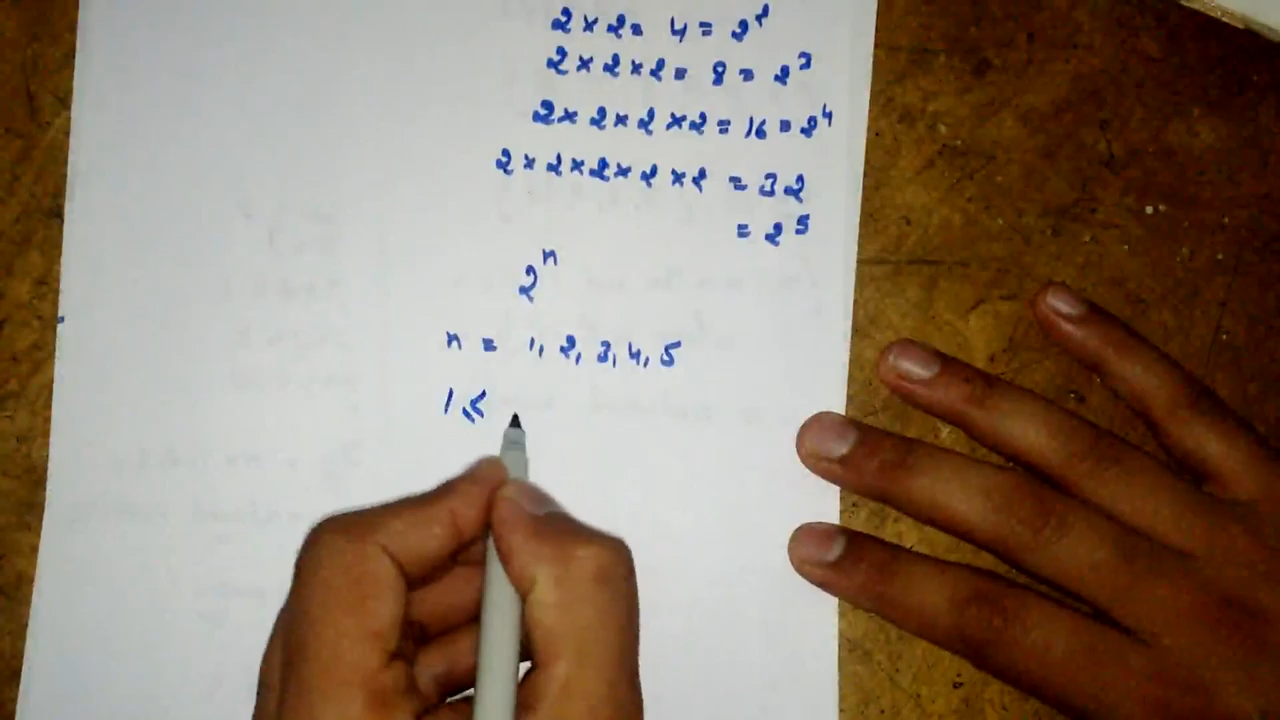 2 × 2 = 4 = 2²
2 × 2 × 2 = 8 = 2³
2 × 2 × 2 × 2 = 16 = 2⁴
2 × 2 × 2 × 2 × 2 = 32
= 2⁵
2ⁿ
n = 1, 2, 3, 4, 5
1 ≤